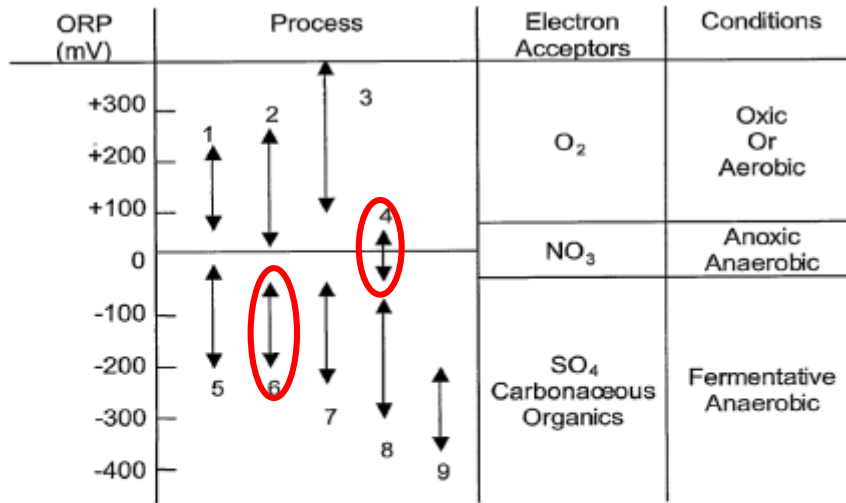 ORP
(mV)
Process
Electron
Acceptors
Conditions
+300
+200
+100
0
-100
-200
-300
-400
1
2
3
4
5
6
7
8
9
O₂
NO₃
SO₄
Carbonaceous
Organics
Oxic
Or
Aerobic
Anoxic
Anaerobic
Fermentative
Anaerobic